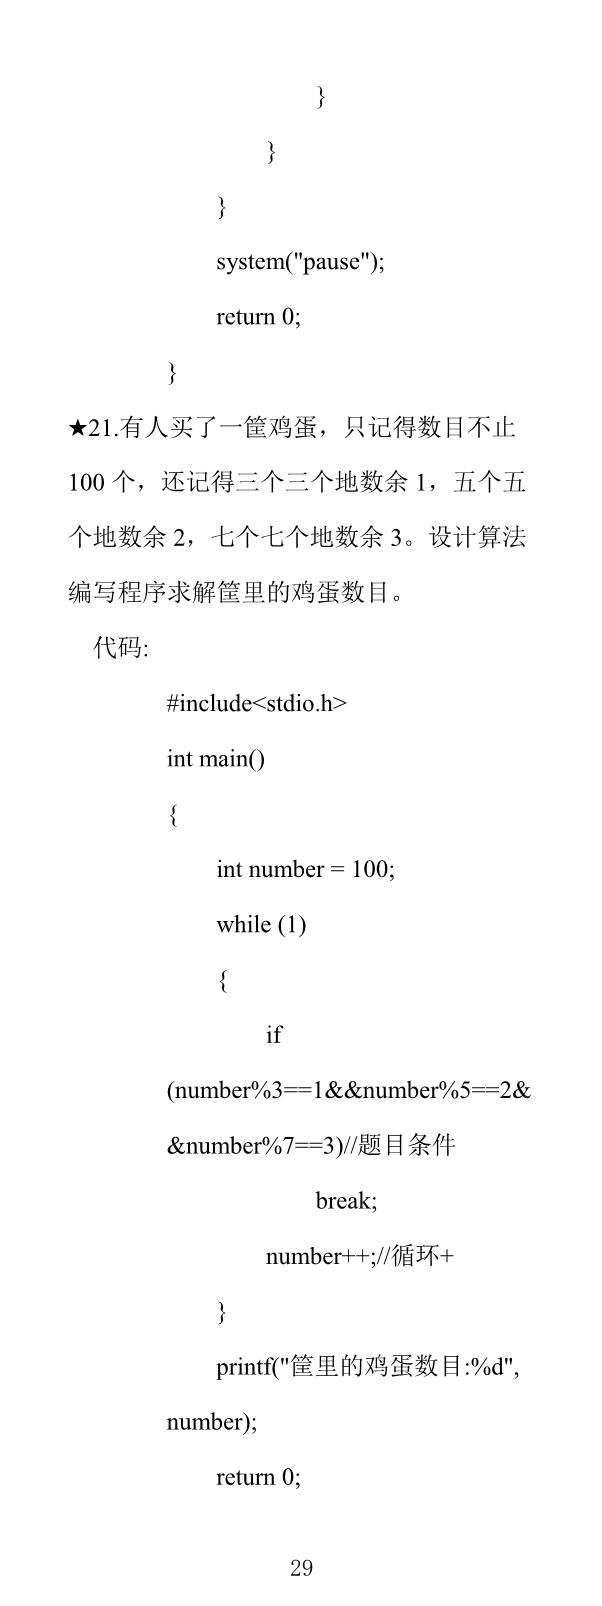 }
}
}
system("pause");
return 0;
}
★21.有人买了一筐鸡蛋，只记得数目不止
100 个，还记得三个三个地数余 1，五个五
个地数余 2，七个七个地数余 3。设计算法
编写程序求解筐里的鸡蛋数目。
代码:
#include<stdio.h>
int main()
{
int number = 100;
while (1)
{
if
(number%3==1&&number%5==2&
&number%7==3)//题目条件
break;
number++;//循环+
}
printf("筐里的鸡蛋数目:%d",
number);
return 0;
29